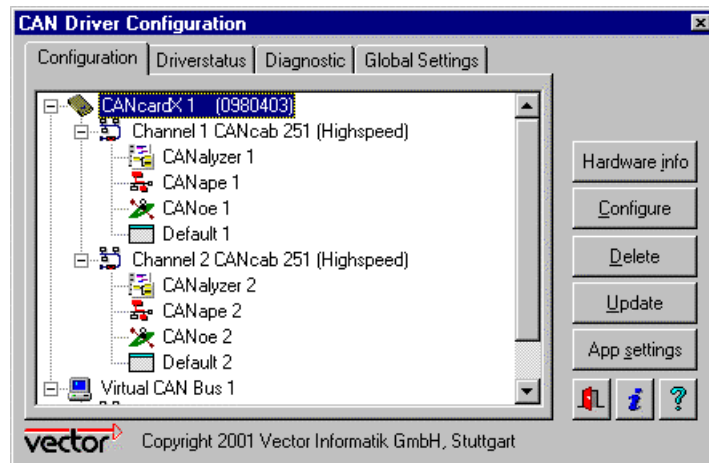 CAN Driver Configuration
Configuration Driverstatus Diagnostic Global Settings
CANcardX 1 (0980403)
Channel 1 CANcab 251 (Highspeed)
CANalyzer 1
CANape 1
CANoe 1
Default 1
Channel 2 CANcab 251 (Highspeed)
CANalyzer 2
CANape 2
CANoe 2
Default 2
Virtual CAN Bus 1
Hardware info
Configure
Delete
Update
App settings
vector Copyright 2001 Vector Informatik GmbH, Stuttgart